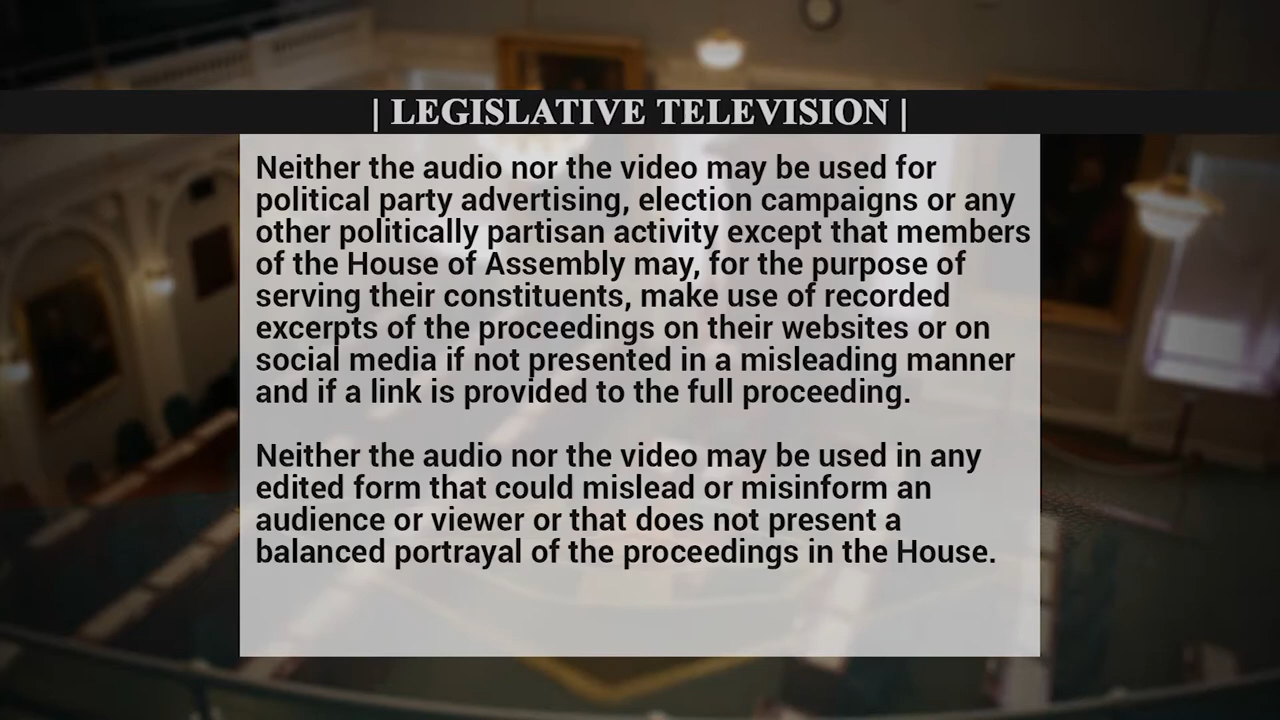 | LEGISLATIVE TELEVISION |
Neither the audio nor the video may be used for
political party advertising, election campaigns or any
other politically partisan activity except that members
of the House of Assembly may, for the purpose of
serving their constituents, make use of recorded
excerpts of the proceedings on their websites or on
social media if not presented in a misleading manner
and if a link is provided to the full proceeding.
Neither the audio nor the video may be used in any
edited form that could mislead or misinform an
audience or viewer or that does not present a
balanced portrayal of the proceedings in the House.